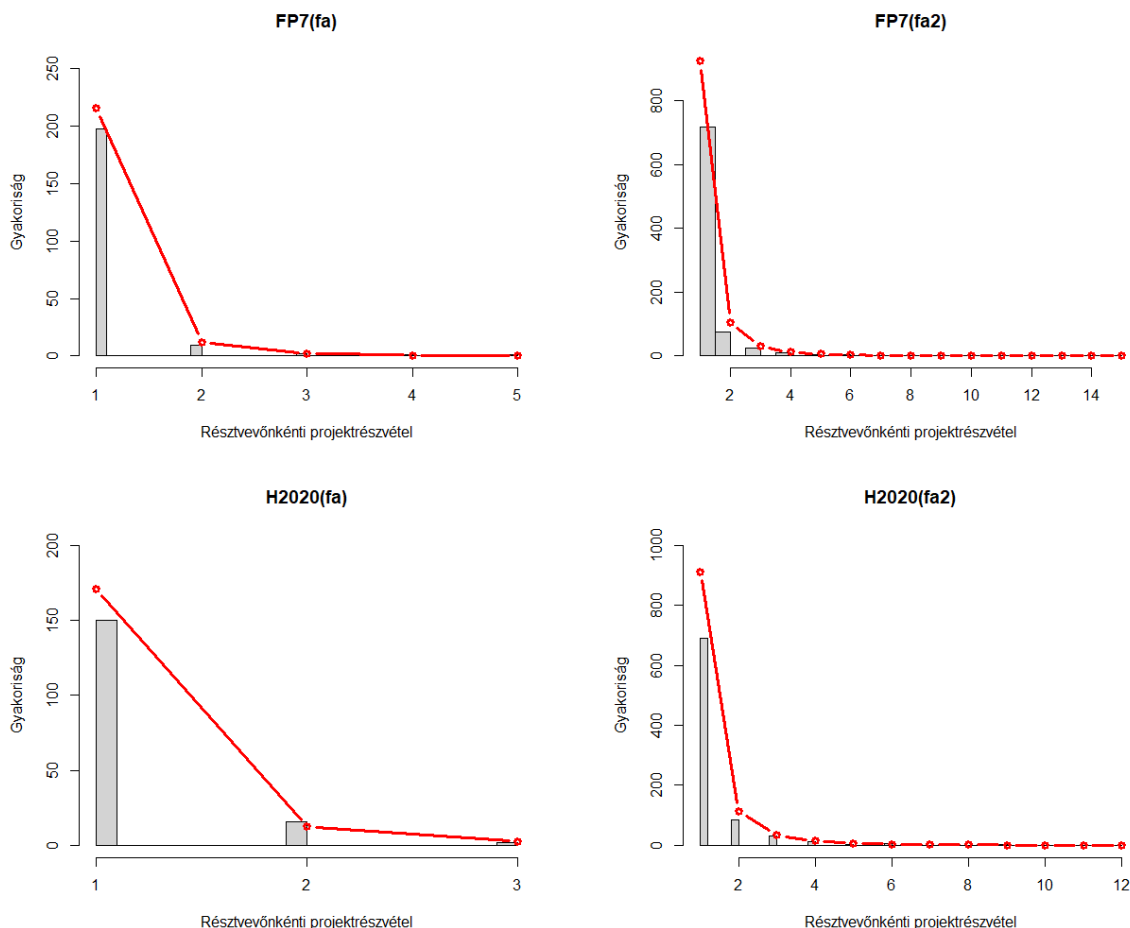 FP7(fa)
Gyakoriság
250
200
150
100
50
0
1 2 3 4 5
Résztvevőnkénti projektrészvétel
FP7(fa2)
Gyakoriság
800
600
400
200
0
2 4 6 8 10 12 14
Résztvevőnkénti projektrészvétel
H2020(fa)
Gyakoriság
200
150
100
50
0
1 2 3
Résztvevőnkénti projektrészvétel
H2020(fa2)
Gyakoriság
1000
800
600
400
200
0
2 4 6 8 10 12
Résztvevőnkénti projektrészvétel